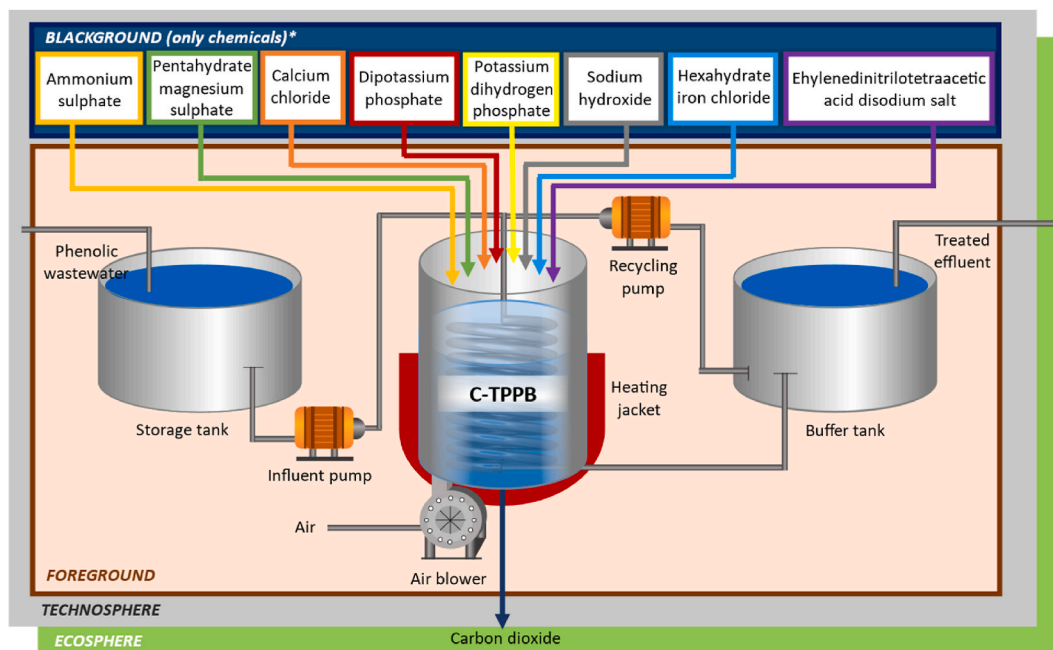 BLACKGROUND (only chemicals)*
Ammonium
sulphate
Pentahydrate
magnesium
sulphate
Calcium
chloride
Dipotassium
phosphate
Potassium
dihydrogen
phosphate
Sodium
hydroxide
Hexahydrate
iron chloride
Ehylenedinitrilotetraacetic
acid disodium salt
Phenolic
wastewater
Recycling
pump
Treated
effluent
C-TPPB
Heating
jacket
Storage tank
Buffer tank
Influent pump
Air
Air blower
FOREGROUND
TECHNOSPHERE
Carbon dioxide
ECOSPHERE